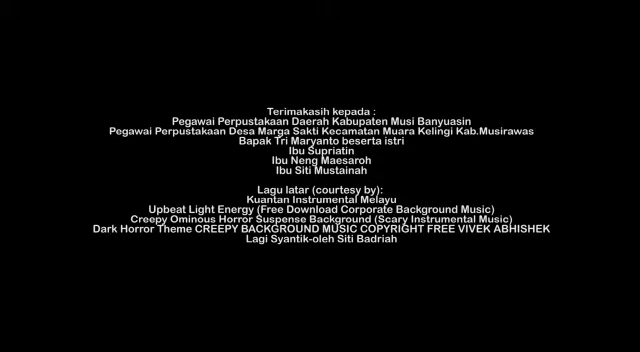 Terimakasih kepada :
Pegawai Perpustakaan Daerah Kabupaten Musi Banyuasin
Pegawai Perpustakaan Desa Marga Sakti Kecamatan Muara Kelingi Kab.Musirawas
Bapak Tri Maryanto beserta istri
Ibu Supriatin
Ibu Neng Maesaroh
Ibu Siti Mustainah
Lagu latar (courtesy by):
Kuantan Instrumental Melayu
Upbeat Light Energy (Free Download Corporate Background Music)
Creepy Ominous Horror Suspense Background (Scary Instrumental Music)
Dark Horror Theme CREEPY BACKGROUND MUSIC COPYRIGHT FREE VIVEK ABHISHEK
Lagi Syantik-oleh Siti Badriah